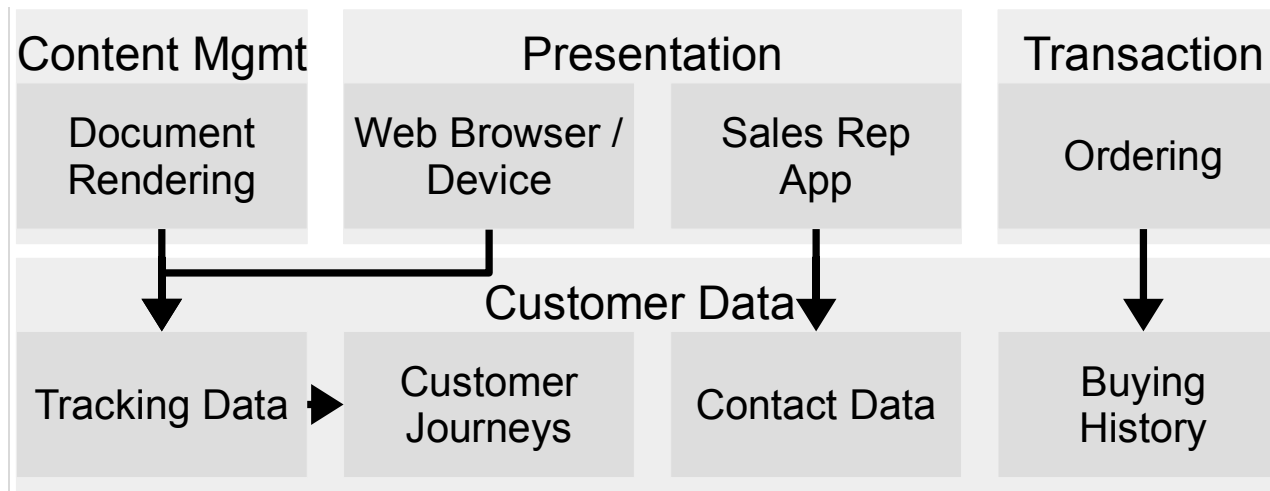 Content Mgmt
Presentation
Transaction
Document
Rendering
Web Browser /
Device
Sales Rep
App
Ordering
Customer Data
Tracking Data
Customer
Journeys
Contact Data
Buying
History